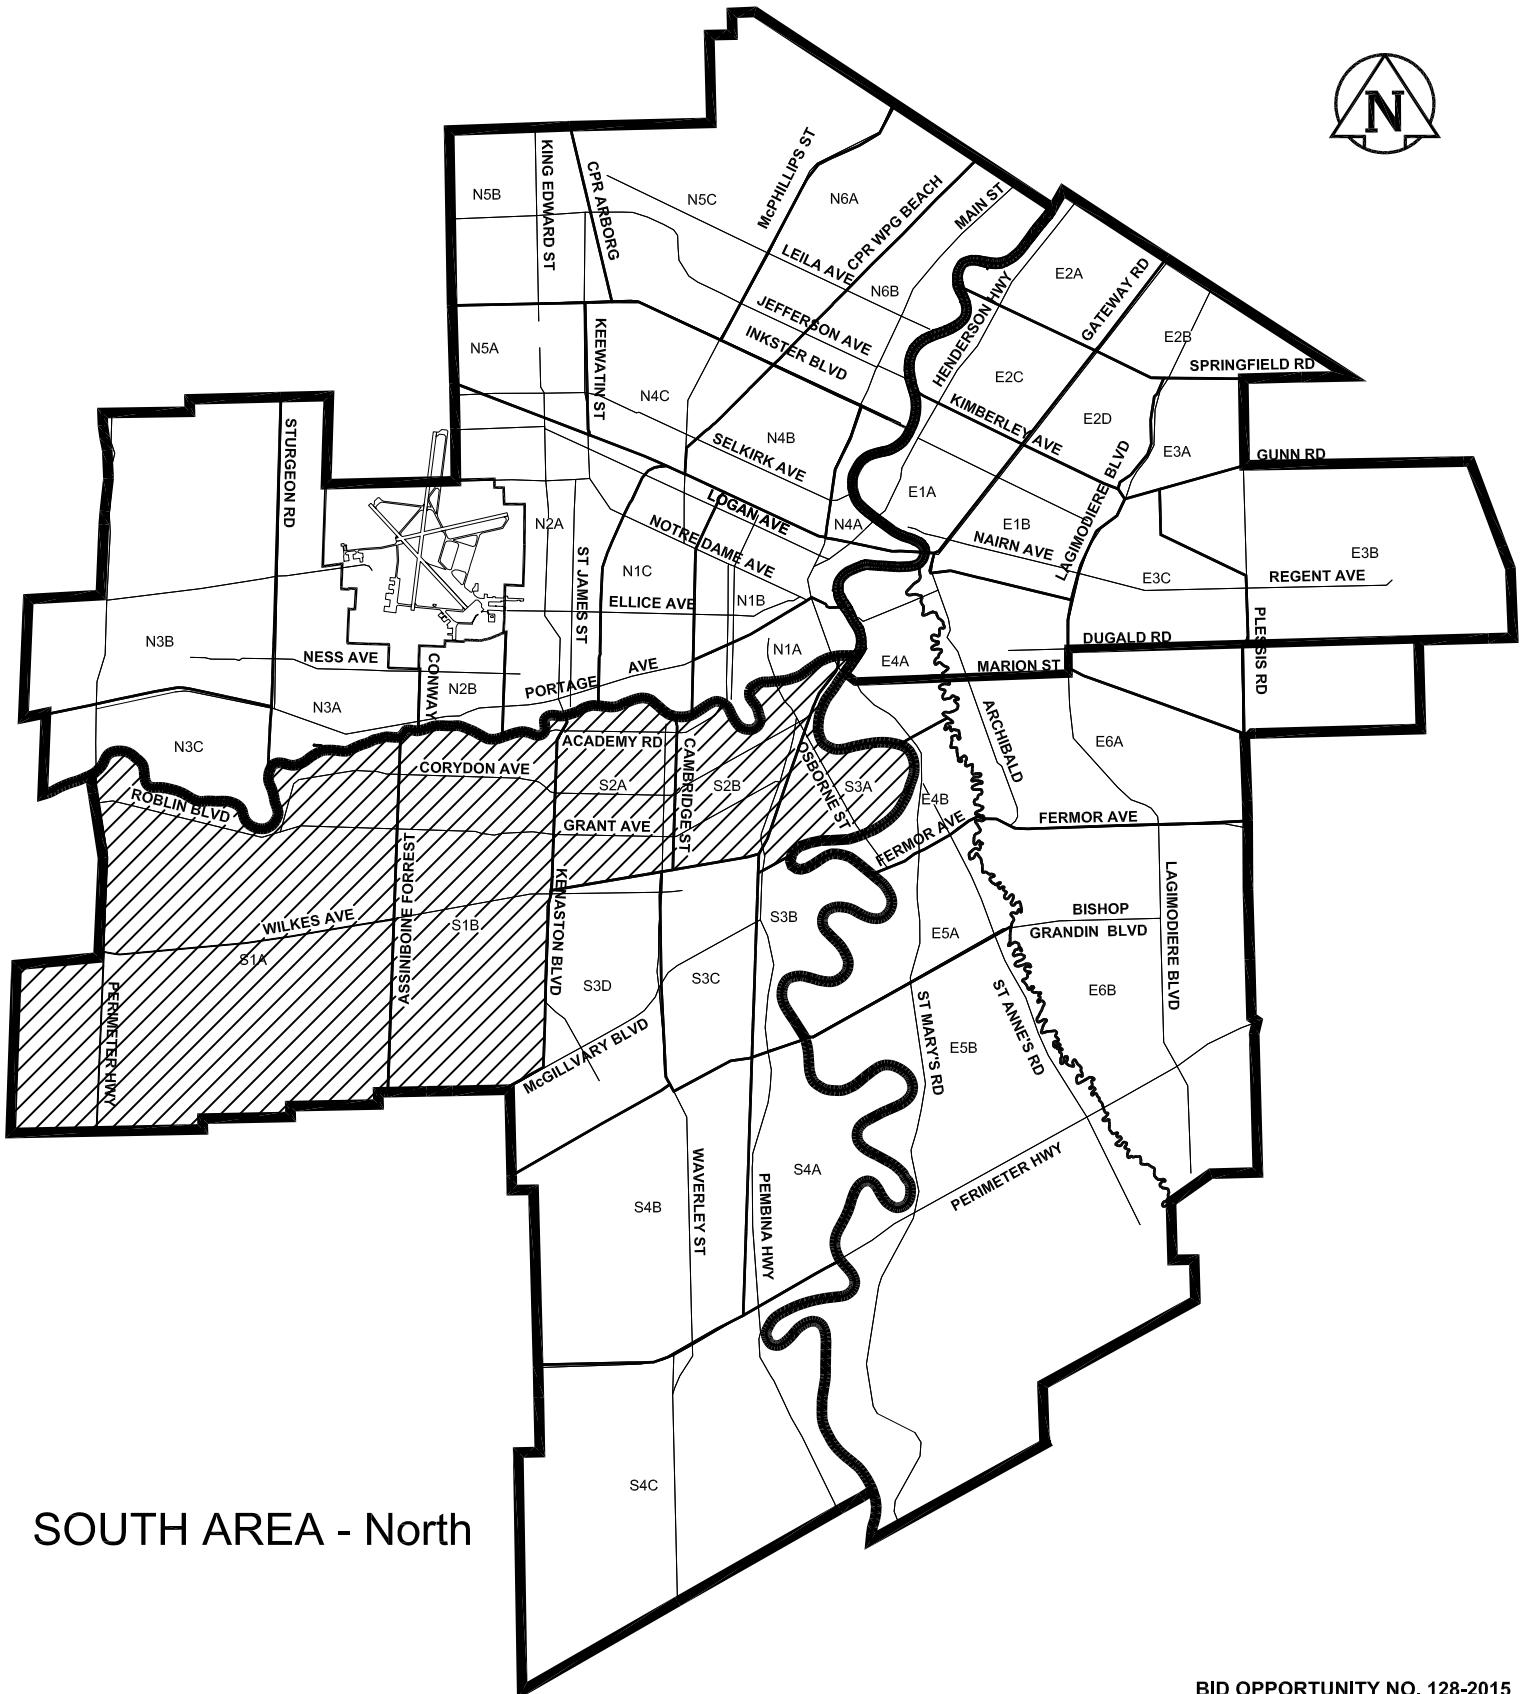 N
KING EDWARD ST
CPR ARBORG
McPHILLIPS ST
N5B
N5C
N6A
CPR WPG BEACH
MAIN ST
LEILA AVE
N6B
E2A
GATEWAY RD
HENDERSON HWY
JEFFERSON AVE
INKSTER BLVD
E2B
SPRINGFIELD RD
N5A
KEEWATIN ST
N4C
E2C
KIMBERLEY AVE
E2D
STURGEON RD
SELKIRK AVE
N4B
LAGIMODIERE BLVD
E3A
GUNN RD
LOGAN AVE
E1A
N2A
NOTRE DAME AVE
N4A
E1B
NAIRN AVE
E3B
ST JAMES ST
N1C
E3C
REGENT AVE
ELLICE AVE
N1B
PLESSIS RD
N3B
NESS AVE
CONWAY
N2B
PORTAGE AVE
N1A
E4A
MARION ST
DUGALD RD
N3A
ARCHIBALD
N3C
ACADEMY RD
CAMBRIDGE ST
OSBORNE ST
E6A
CORYDON AVE
S2A
S2B
S3A
E4B
ROBLIN BLVD
GRANT AVE
FERMOR AVE
FERMOR AVE
ASSINIBOINE FORREST
KENASTON BLVD
LAGIMODIERE BLVD
WILKES AVE
S1B
S3B
E5A
BISHOP
GRANDIN BLVD
S1A
PERIMETER HWY
S3D
S3C
ST MARY'S RD
ST ANNE'S RD
E6B
McGILLVARY BLVD
E5B
WAVERLEY ST
PEMBINA HWY
S4A
PERIMETER HWY
S4B
S4C
SOUTH AREA - North
BID OPPORTUNITY NO. 128-2015